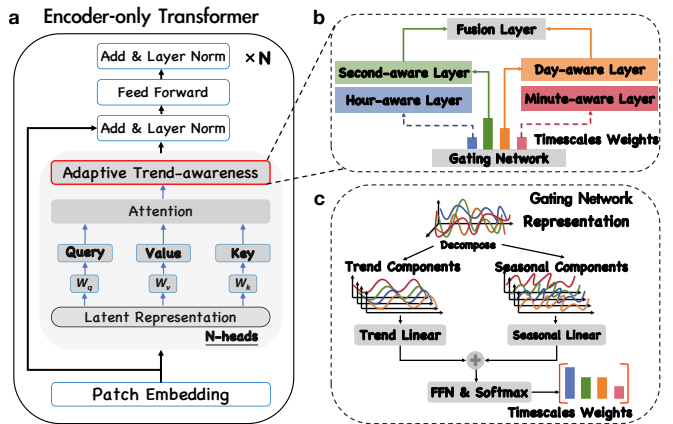 a
Encoder-only Transformer
Add & Layer Norm
×N
Feed Forward
Add & Layer Norm
Adaptive Trend-awareness
Attention
Query
Value
Key
Wq
Wv
Wk
Latent Representation
N-heads
Patch Embedding
b
Fusion Layer
Second-aware Layer
Day-aware Layer
Hour-aware Layer
Minute-aware Layer
Timescales Weights
Gating Network
c
Gating Network
Representation
Decompose
Trend Components
Seasonal Components
Trend Linear
Seasonal Linear
+
FFN & Softmax
Timescales Weights